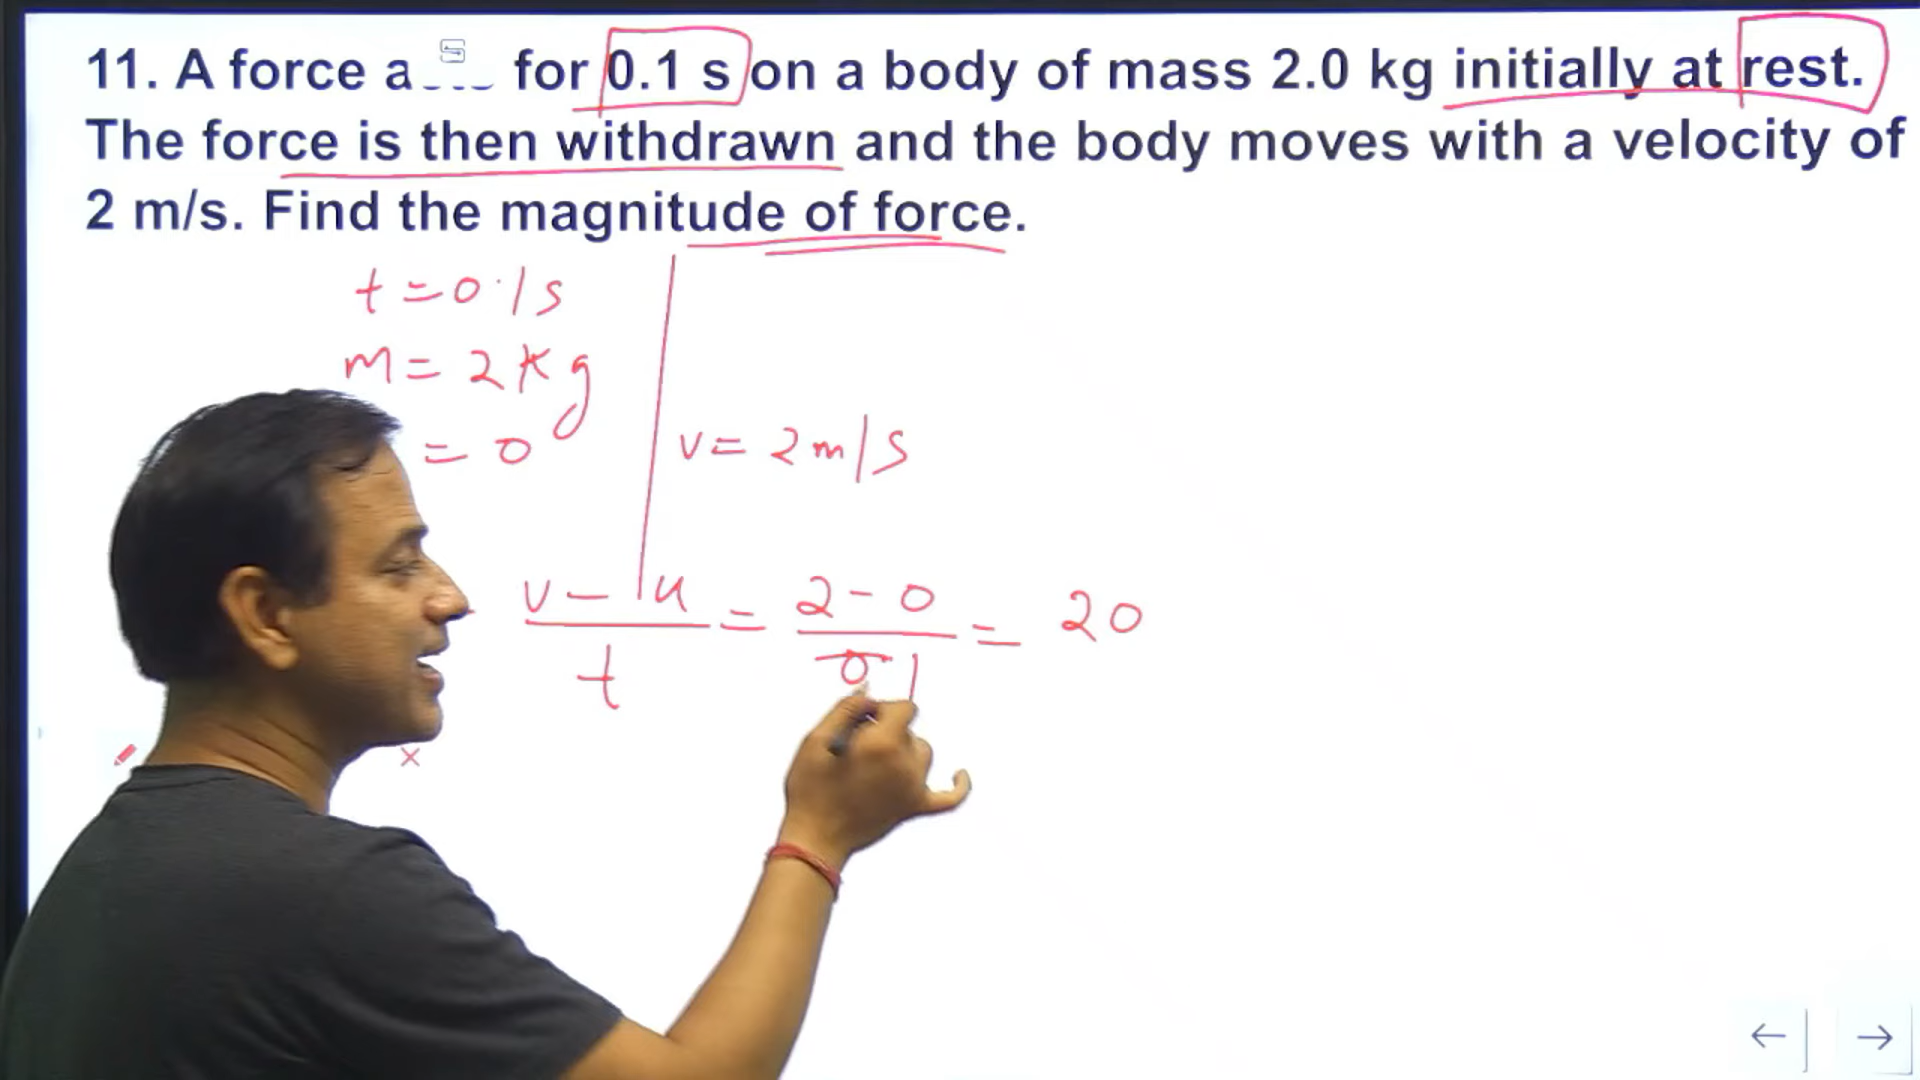 11. A force a for 0.1 s on a body of mass 2.0 kg initially at rest.
The force is then withdrawn and the body moves with a velocity of
2 m/s. Find the magnitude of force.
t = 0.1 s
m = 2 kg
= 0
v = 2 m/s
v - u / t = 2 - 0 / 0.1 = 20